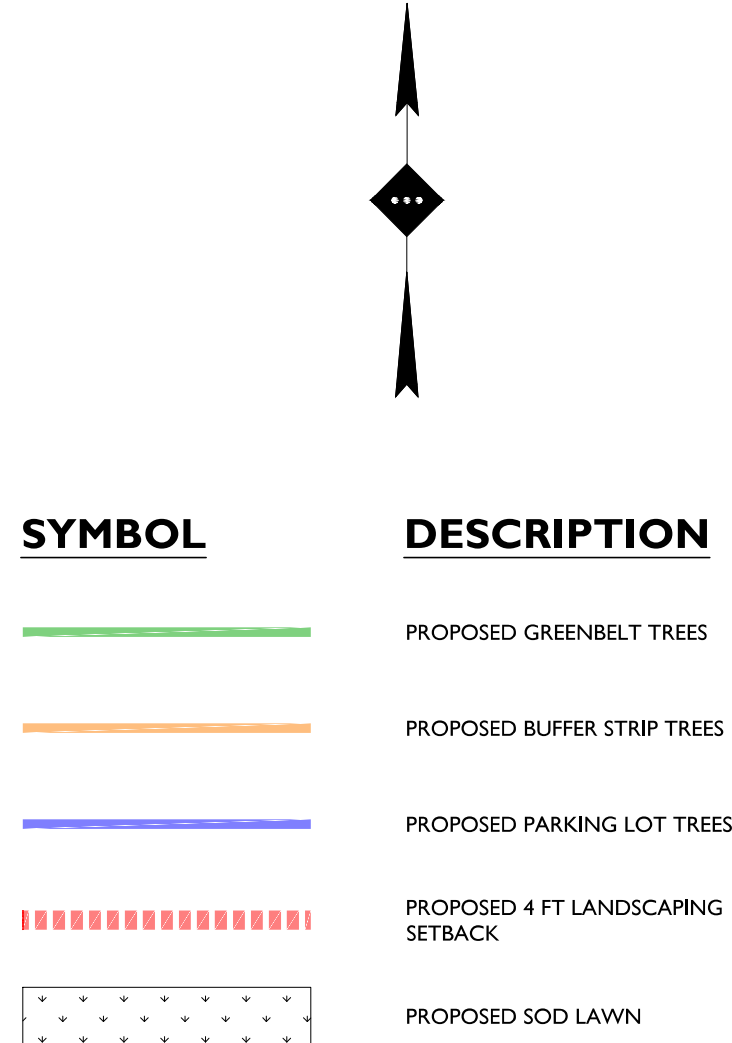 SYMBOL DESCRIPTION
PROPOSED GREENBELT TREES
PROPOSED BUFFER STRIP TREES
PROPOSED PARKING LOT TREES
PROPOSED 4 FT LANDSCAPING
SETBACK
PROPOSED SOD LAWN